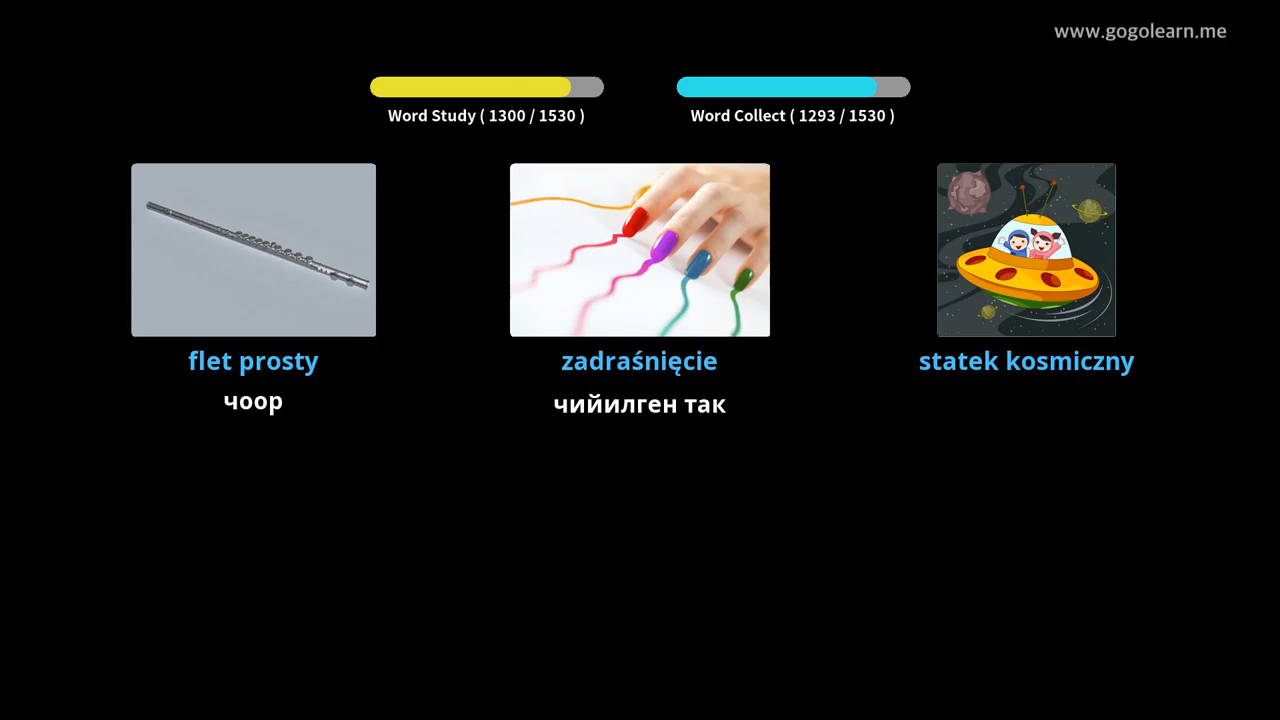 www.gogolearn.me
Word Study ( 1300 / 1530 )
Word Collect ( 1293 / 1530 )
flet prosty
чоор
zadraśnięcie
чийилген так
statek kosmiczny